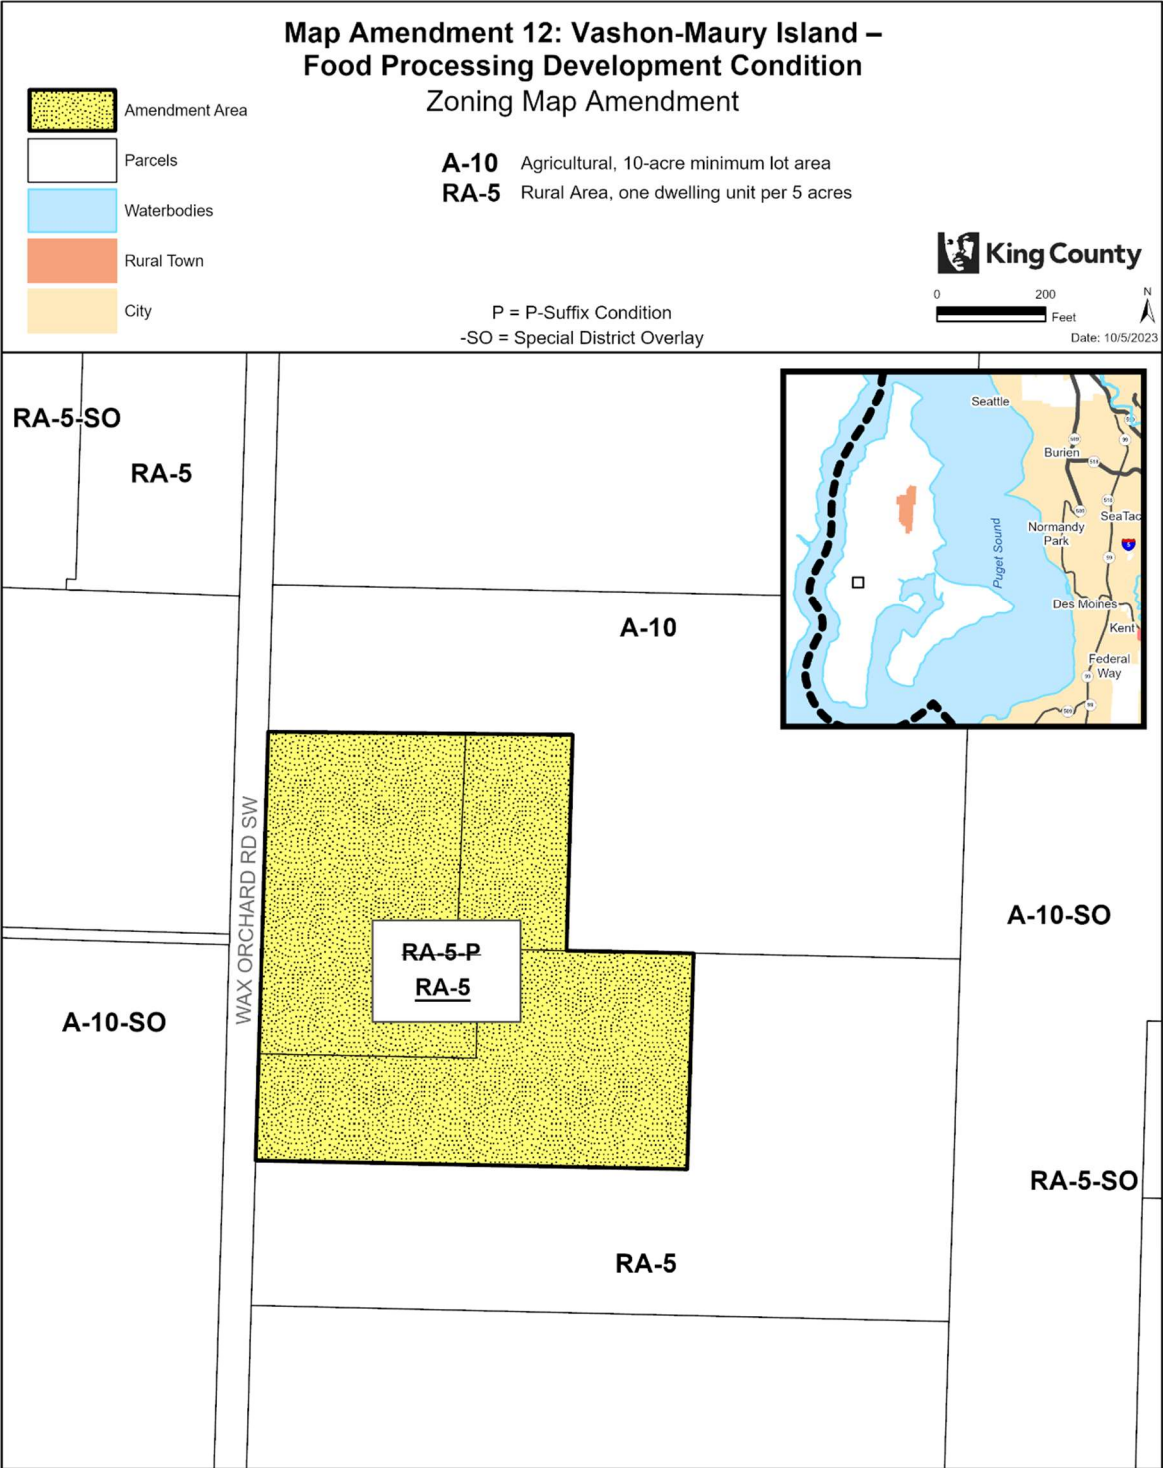 Map Amendment 12: Vashon-Maury Island –
Food Processing Development Condition
Zoning Map Amendment
Amendment Area
Parcels
Waterbodies
Rural Town
City
A-10 Agricultural, 10-acre minimum lot area
RA-5 Rural Area, one dwelling unit per 5 acres
P = P-Suffix Condition
-SO = Special District Overlay
King County
0 200
Feet
N
Date: 10/5/2023
RA-5-SO
RA-5
A-10
Seattle
Burien
509
518
99
SeaTac
Normandy
Park
Puget Sound
5
Des Moines
Kent
Federal
Way
WAX ORCHARD RD SW
RA-5-P
RA-5
A-10-SO
A-10-SO
RA-5-SO
RA-5